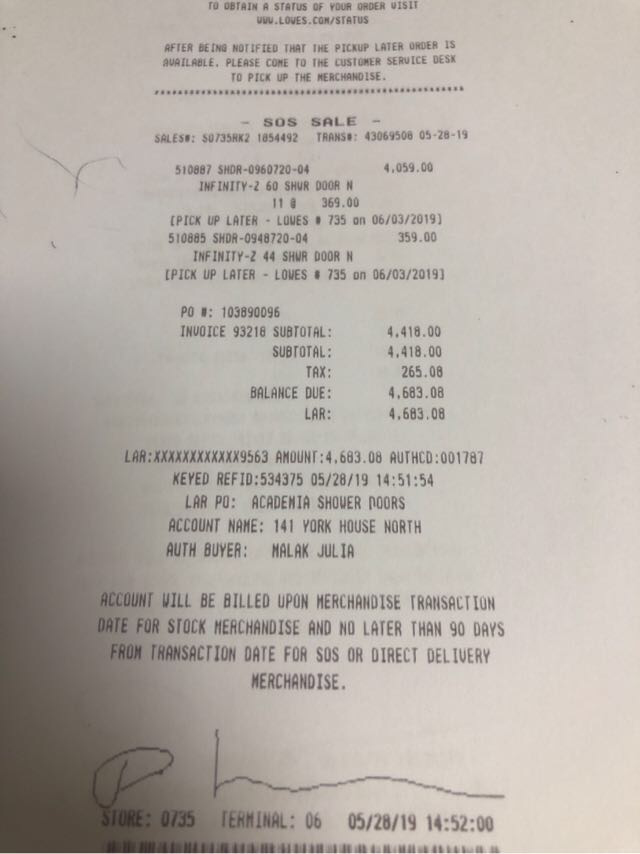 TO OBTAIN A STATUS OF YOUR ORDER VISIT
WWW.LOWES.COM/STATUS
AFTER BEING NOTIFIED THAT THE PICKUP LATER ORDER IS
AVAILABLE. PLEASE COME TO THE CUSTOMER SERVICE DESK
TO PICK UP THE MERCHANDISE.
- SOS SALE -
SALES#: S0735RK2 1854492 TRANS#: 43069508 05-28-19
510887 SHDR-0960720-04 4,059.00
INFINITY-Z 60 SHWR DOOR N
11 @ 369.00
[PICK UP LATER - LOWES # 735 on 06/03/2019]
510885 SHDR-0948720-04 359.00
INFINITY-Z 44 SHWR DOOR N
[PICK UP LATER - LOWES # 735 on 06/03/2019]
PO #: 103890096
INVOICE 93218 SUBTOTAL: 4,418.00
SUBTOTAL: 4,418.00
TAX: 265.08
BALANCE DUE: 4,683.08
LAR: 4,683.08
LAR:XXXXXXXXXXXX9563 AMOUNT:4,683.08 AUTHCD:001787
KEYED REFID:534375 05/28/19 14:51:54
LAR PO: ACADEMIA SHOWER DOORS
ACCOUNT NAME: 141 YORK HOUSE NORTH
AUTH BUYER: MALAK JULIA
ACCOUNT WILL BE BILLED UPON MERCHANDISE TRANSACTION
DATE FOR STOCK MERCHANDISE AND NO LATER THAN 90 DAYS
FROM TRANSACTION DATE FOR SOS OR DIRECT DELIVERY
MERCHANDISE.
STORE: 0735 TERMINAL: 06 05/28/19 14:52:00